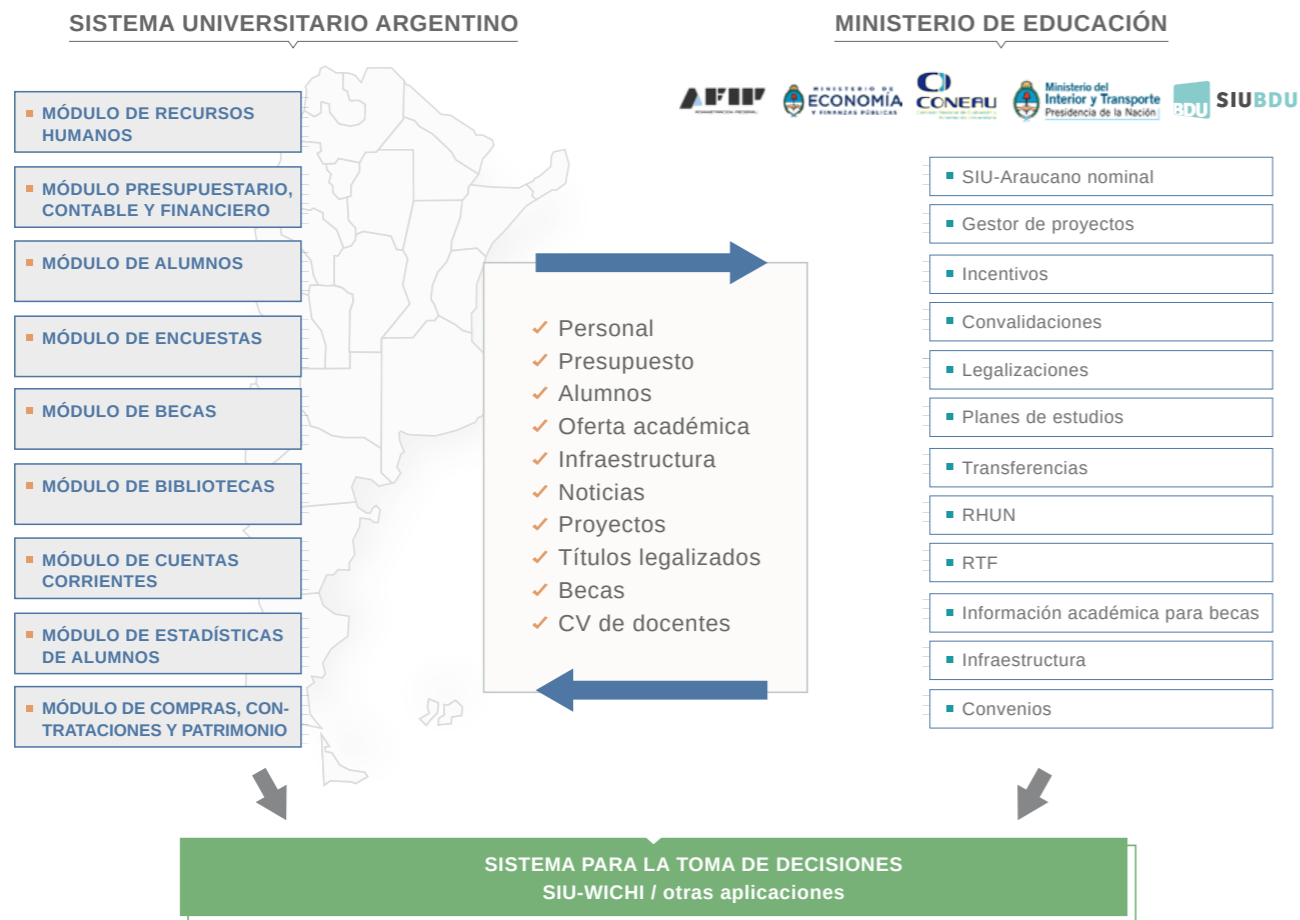 SISTEMA UNIVERSITARIO ARGENTINO
MÓDULO DE RECURSOS
HUMANOS
MÓDULO PRESUPUESTARIO,
CONTABLE Y FINANCIERO
MÓDULO DE ALUMNOS
MÓDULO DE ENCUESTAS
MÓDULO DE BECAS
MÓDULO DE BIBLIOTECAS
MÓDULO DE CUENTAS
CORRIENTES
MÓDULO DE ESTADÍSTICAS
DE ALUMNOS
MÓDULO DE COMPRAS, CON-
TRATACIONES Y PATRIMONIO
Personal
Presupuesto
Alumnos
Oferta académica
Infraestructura
Noticias
Proyectos
Títulos legalizados
Becas
CV de docentes
MINISTERIO DE EDUCACIÓN
AFIP
MINISTERIO DE
ECONOMÍA
Y FINANZAS PÚBLICAS
CONEAU
Ministerio del
Interior y Transporte
Presidencia de la Nación
BDU
SIUBDU
SIU-Araucano nominal
Gestor de proyectos
Incentivos
Convalidaciones
Legalizaciones
Planes de estudios
Transferencias
RHUN
RTF
Información académica para becas
Infraestructura
Convenios
SISTEMA PARA LA TOMA DE DECISIONES
SIU-WICHI / otras aplicaciones